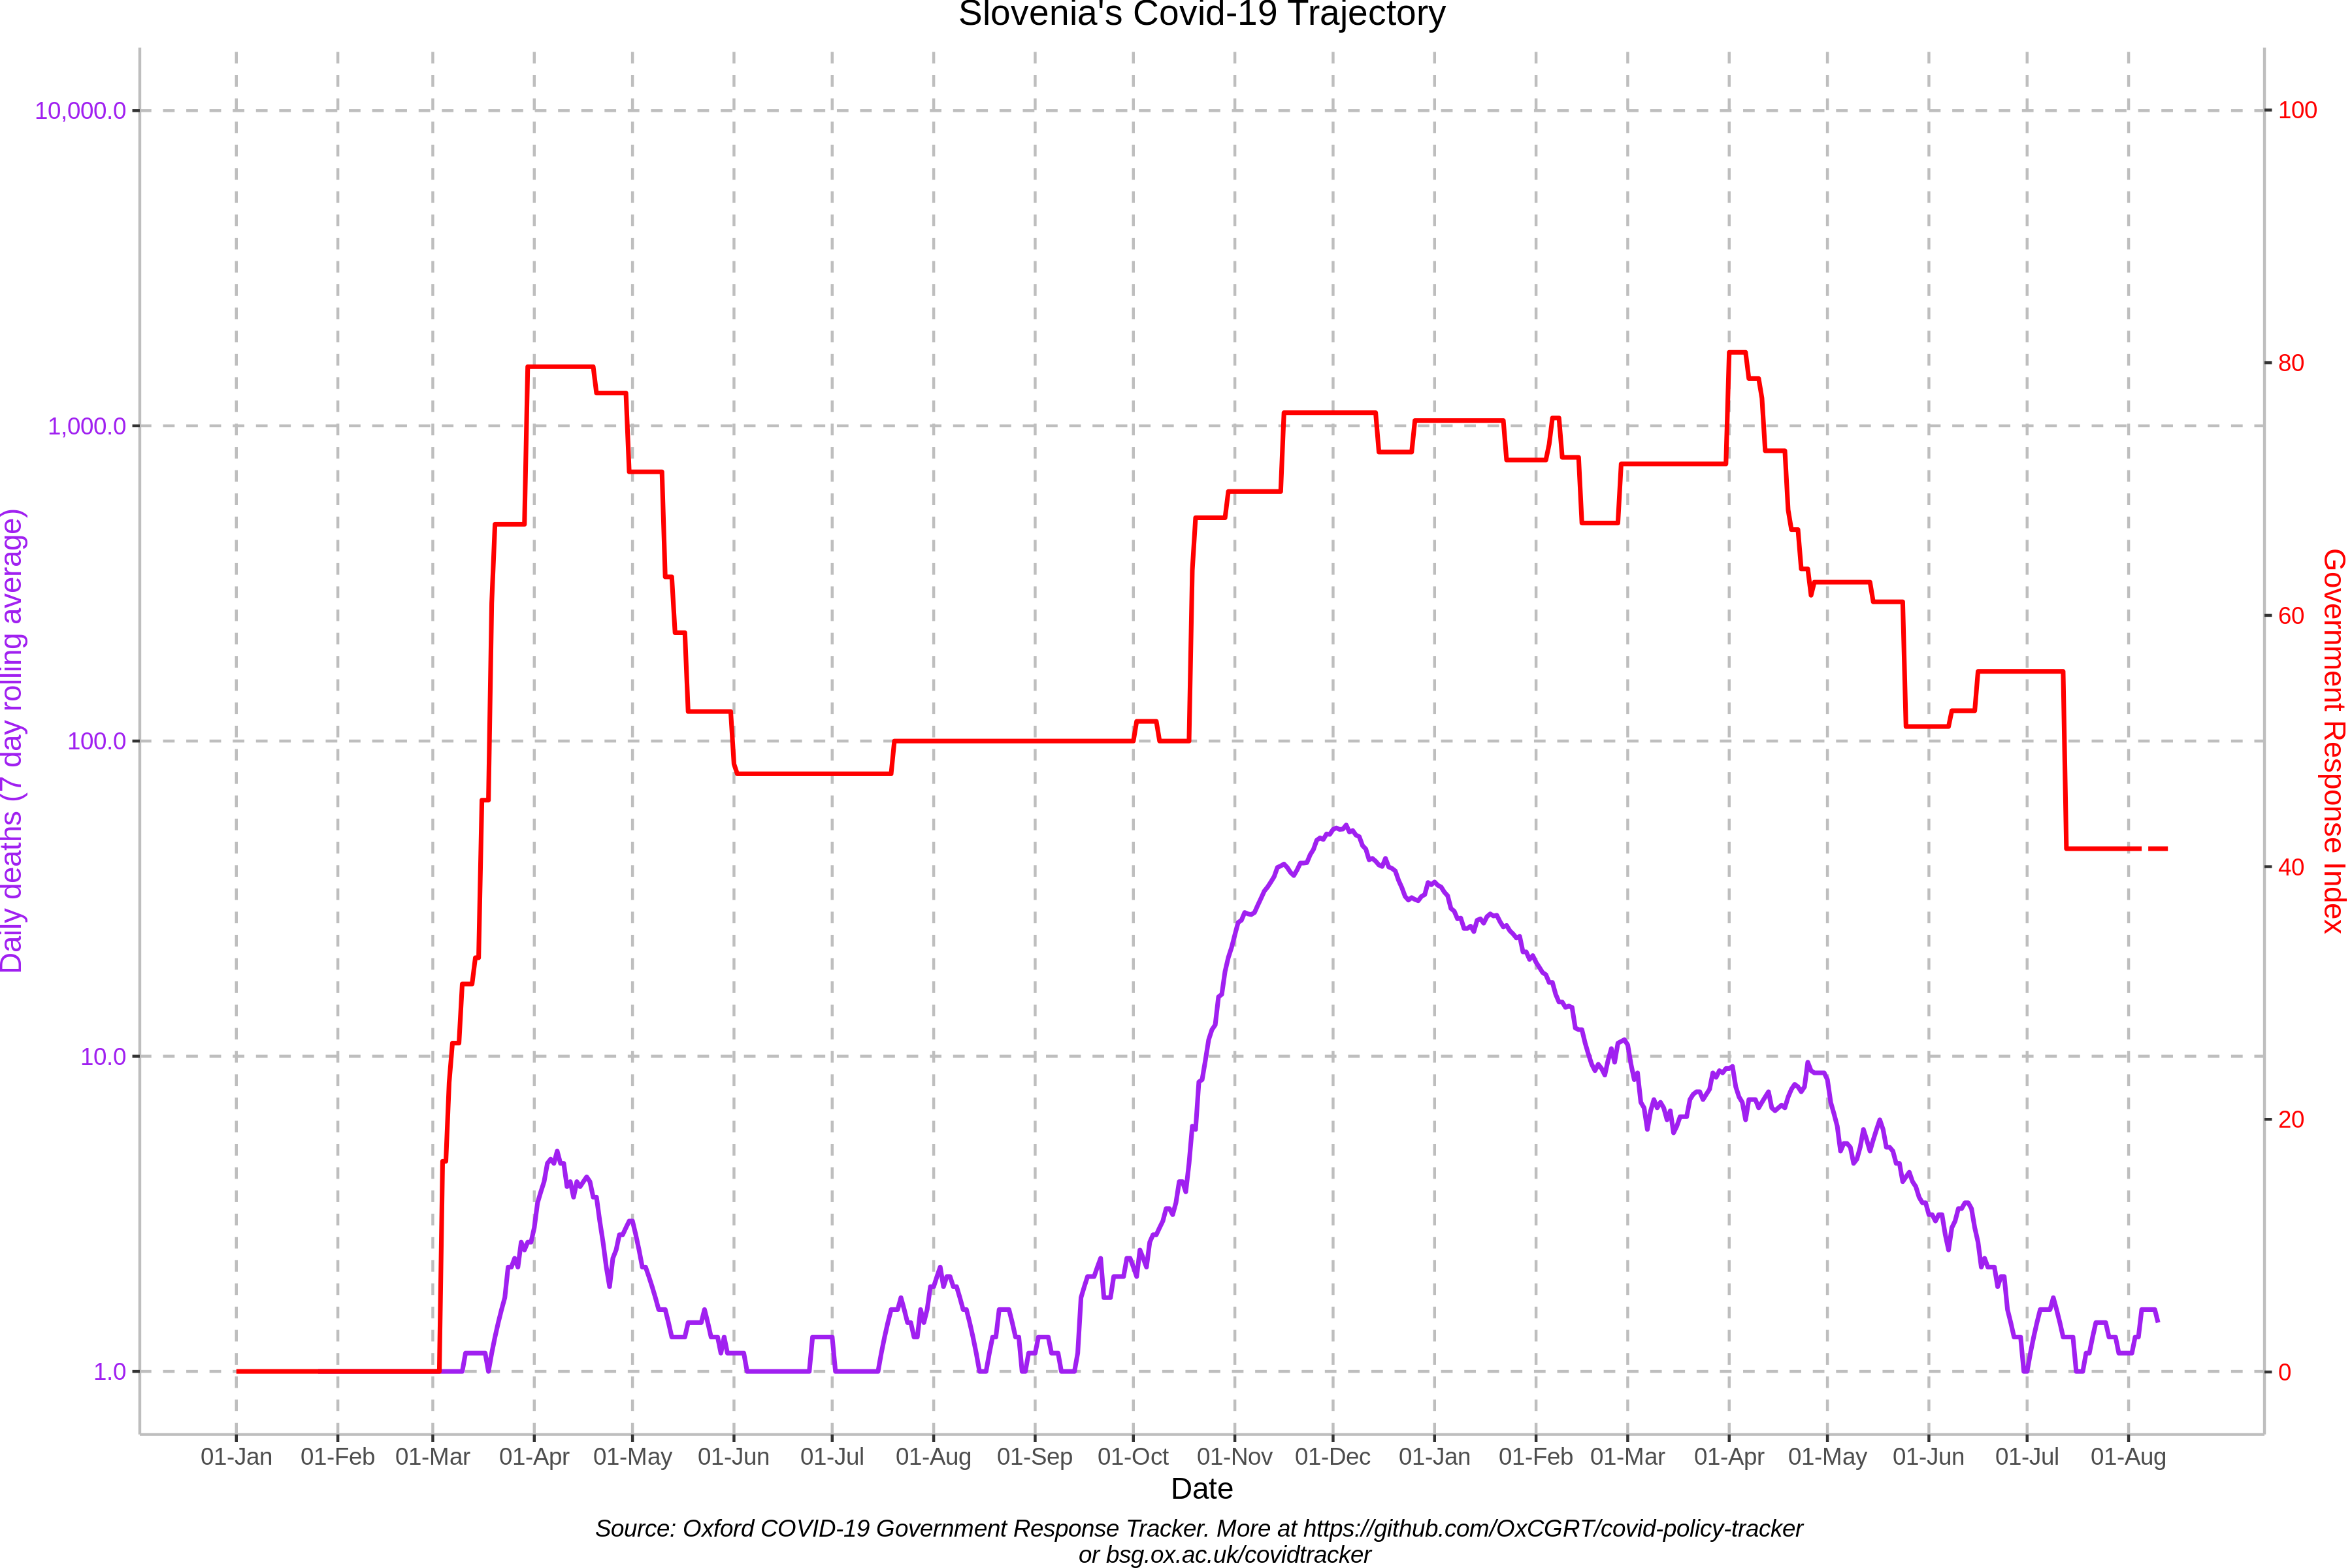 Slovenia's Covid-19 Trajectory
10,000.0
1,000.0
100.0
10.0
1.0
Daily deaths (7 day rolling average)
100
80
60
40
20
0
Government Response Index
01-Jan 01-Feb 01-Mar 01-Apr 01-May 01-Jun 01-Jul 01-Aug 01-Sep 01-Oct 01-Nov 01-Dec 01-Jan 01-Feb 01-Mar 01-Apr 01-May 01-Jun 01-Jul 01-Aug
Date
Source: Oxford COVID-19 Government Response Tracker. More at https://github.com/OxCGRT/covid-policy-tracker
or bsg.ox.ac.uk/covidtracker